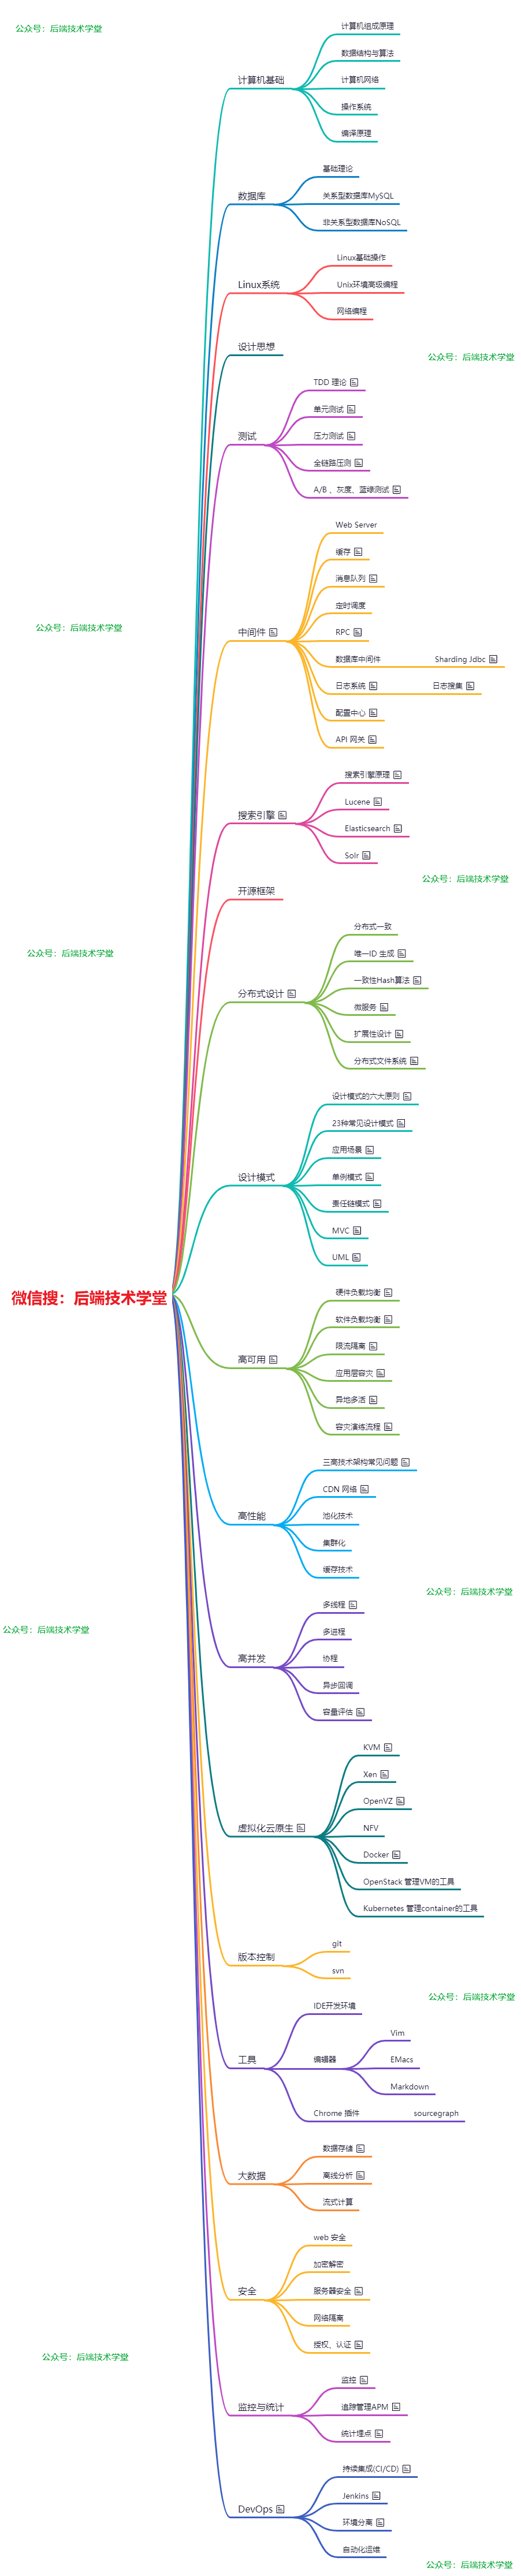 公众号：后端技术学堂
计算机组成原理
数据结构与算法
计算机基础
计算机网络
操作系统
编译原理
基础理论
数据库
关系型数据库MySQL
非关系型数据库NoSQL
Linux基础操作
Linux系统
Unix环境高级编程
网络编程
设计思想
公众号：后端技术学堂
TDD 理论
单元测试
测试
压力测试
全链路压测
A/B 、灰度、蓝绿测试
Web Server
缓存
消息队列
定时调度
公众号：后端技术学堂
中间件
RPC
数据库中间件
Sharding Jdbc
日志系统
日志搜集
配置中心
API 网关
搜索引擎原理
Lucene
搜索引擎
Elasticsearch
Solr
公众号：后端技术学堂
开源框架
分布式一致
公众号：后端技术学堂
唯一ID 生成
一致性Hash算法
分布式设计
微服务
扩展性设计
分布式文件系统
设计模式的六大原则
23种常见设计模式
应用场景
设计模式
单例模式
责任链模式
MVC
UML
微信搜：后端技术学堂
硬件负载均衡
软件负载均衡
限流隔离
高可用
应用层容灾
异地多活
容灾演练流程
三高技术架构常见问题
CDN 网络
高性能
池化技术
集群化
缓存技术
公众号：后端技术学堂
多线程
公众号：后端技术学堂
多进程
高并发
协程
异步回调
容量评估
KVM
Xen
OpenVZ
虚拟化云原生
NFV
Docker
OpenStack 管理VM的工具
Kubernetes 管理container的工具
git
版本控制
svn
公众号：后端技术学堂
IDE开发环境
Vim
工具
编辑器
EMacs
Markdown
Chrome 插件
sourcegraph
数据存储
大数据
离线分析
流式计算
web 安全
加密解密
安全
服务器安全
网络隔离
授权、认证
公众号：后端技术学堂
监控
监控与统计
追踪管理APM
统计埋点
持续集成(CI/CD)
Jenkins
DevOps
环境分离
自动化运维
公众号：后端技术学堂